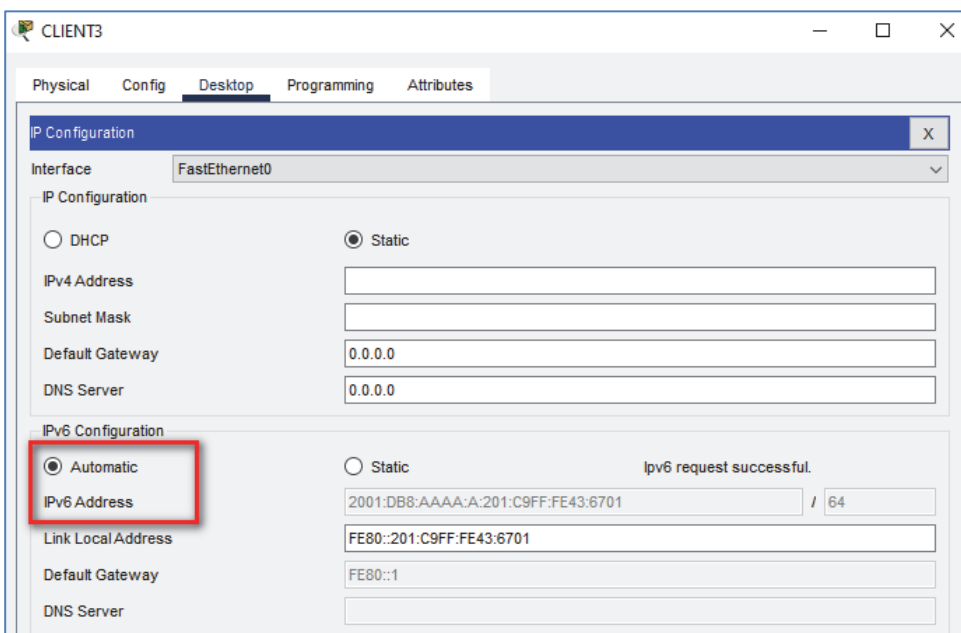 CLIENT3
Physical Config Desktop Programming Attributes
IP Configuration X
Interface FastEthernet0
IP Configuration
DHCP Static
IPv4 Address
Subnet Mask
Default Gateway 0.0.0.0
DNS Server 0.0.0.0
IPv6 Configuration
Automatic Static Ipv6 request successful.
IPv6 Address 2001:DB8:AAAA:A:201:C9FF:FE43:6701 / 64
Link Local Address FE80::201:C9FF:FE43:6701
Default Gateway FE80::1
DNS Server